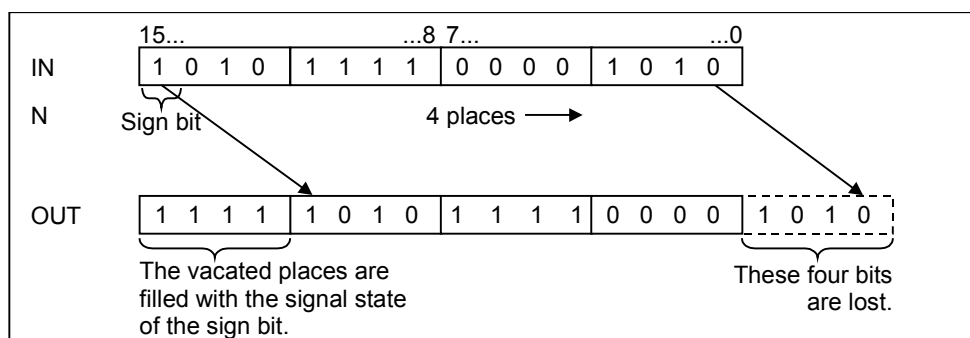 15... ...8 7... ...0
IN 1 0 1 0 1 1 1 1 0 0 0 0 1 0 1 0
N Sign bit 4 places
OUT 1 1 1 1 1 0 1 0 1 1 1 1 0 0 0 0 1 0 1 0
The vacated places are
filled with the signal state
of the sign bit.
These four bits
are lost.